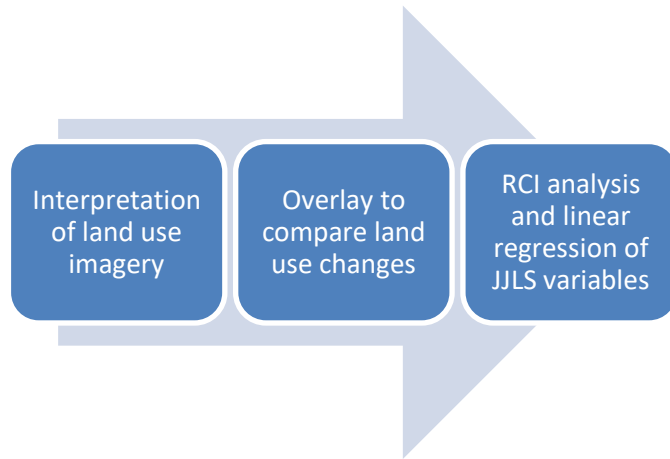 Interpretation
of land use
imagery
Overlay to
compare land
use changes
RCI analysis
and linear
regression of
JJLS variables